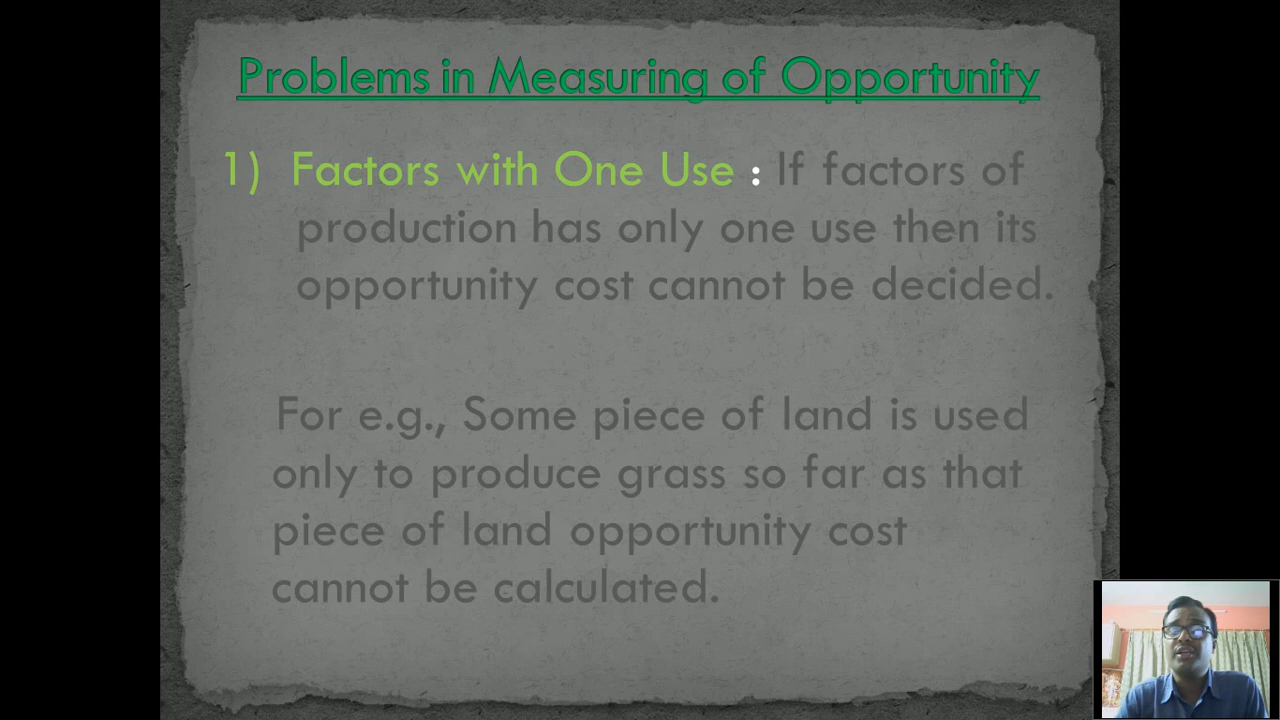 Problems in Measuring of Opportunity
1) Factors with One Use : If factors of
production has only one use then its
opportunity cost cannot be decided.
For e.g., Some piece of land is used
only to produce grass so far as that
piece of land opportunity cost
cannot be calculated.